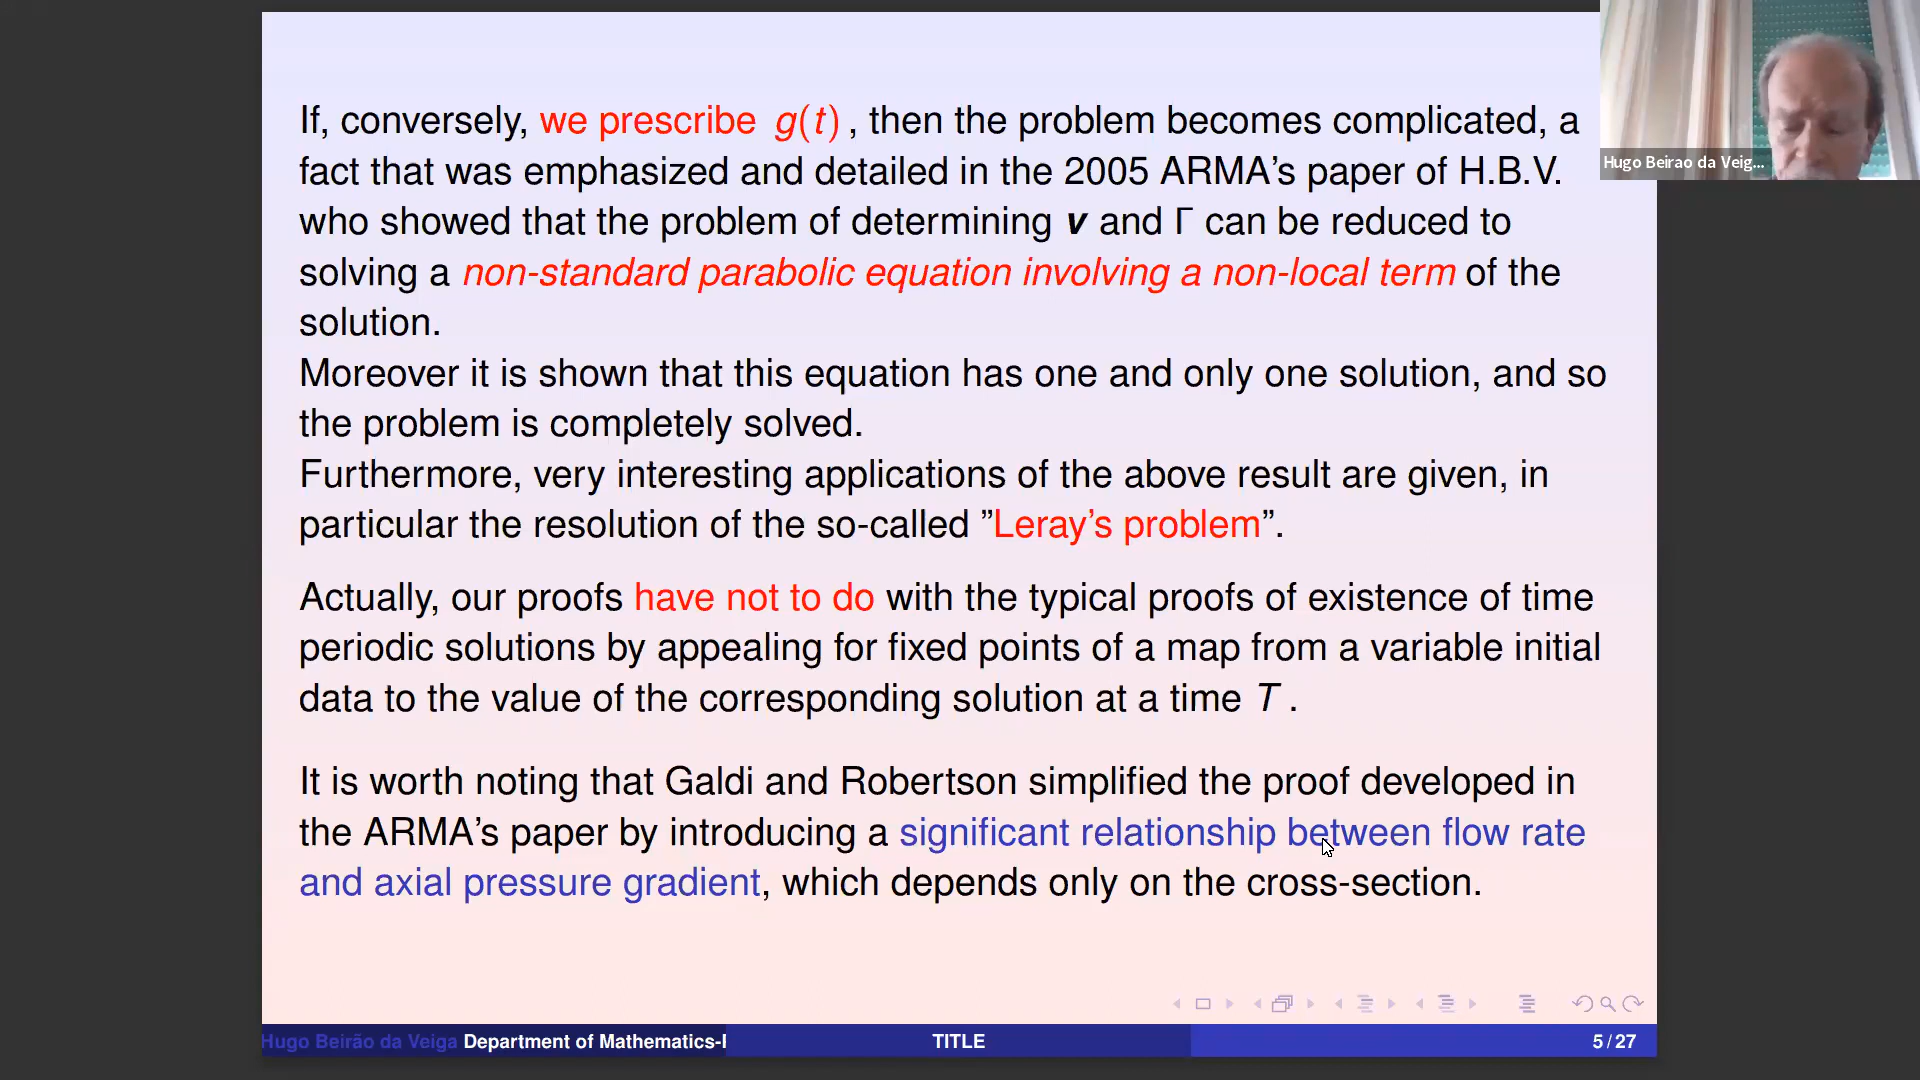 If, conversely, we prescribe g(t) , then the problem becomes complicated, a
fact that was emphasized and detailed in the 2005 ARMA's paper of H.B.V.
who showed that the problem of determining v and Γ can be reduced to
solving a non-standard parabolic equation involving a non-local term of the
solution.
Moreover it is shown that this equation has one and only one solution, and so
the problem is completely solved.
Furthermore, very interesting applications of the above result are given, in
particular the resolution of the so-called ”Leray's problem”.
Actually, our proofs have not to do with the typical proofs of existence of time
periodic solutions by appealing for fixed points of a map from a variable initial
data to the value of the corresponding solution at a time T .
It is worth noting that Galdi and Robertson simplified the proof developed in
the ARMA's paper by introducing a significant relationship between flow rate
and axial pressure gradient, which depends only on the cross-section.
Hugo Beirao da Veig...
Hugo Beirão da Veiga Department of Mathematics-I TITLE 5 / 27